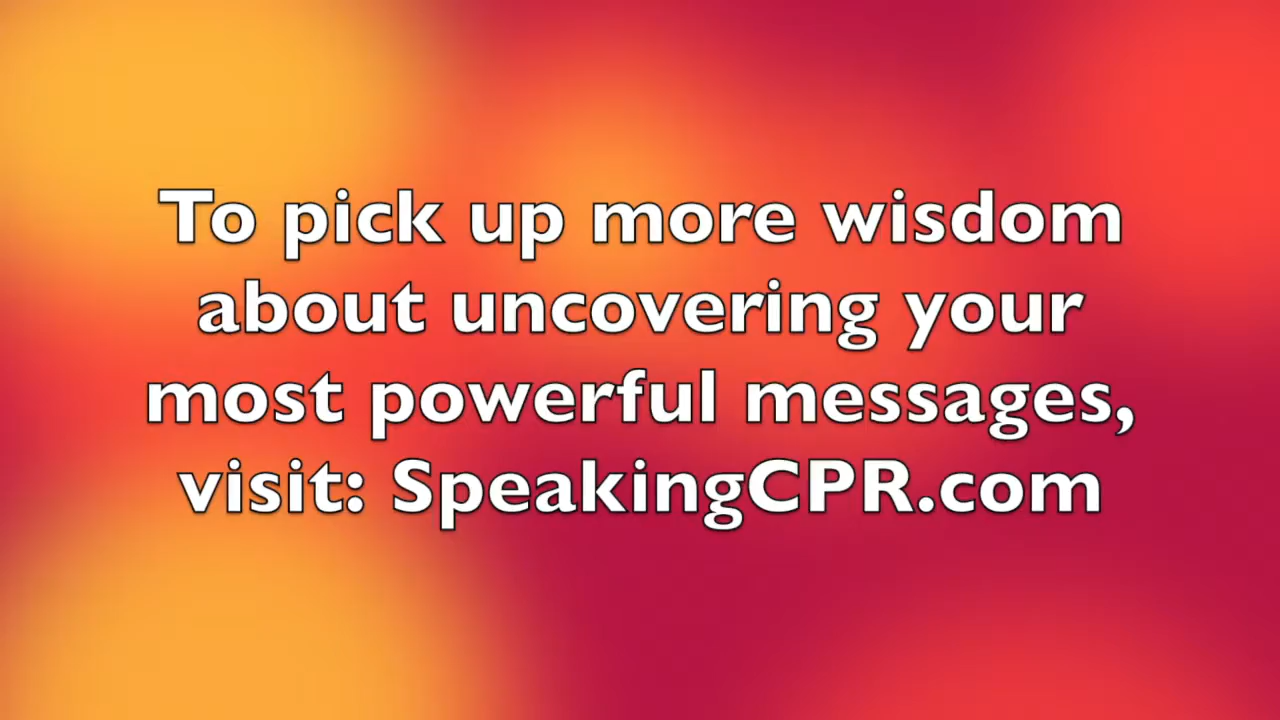 To pick up more wisdom
about uncovering your
most powerful messages,
visit: SpeakingCPR.com